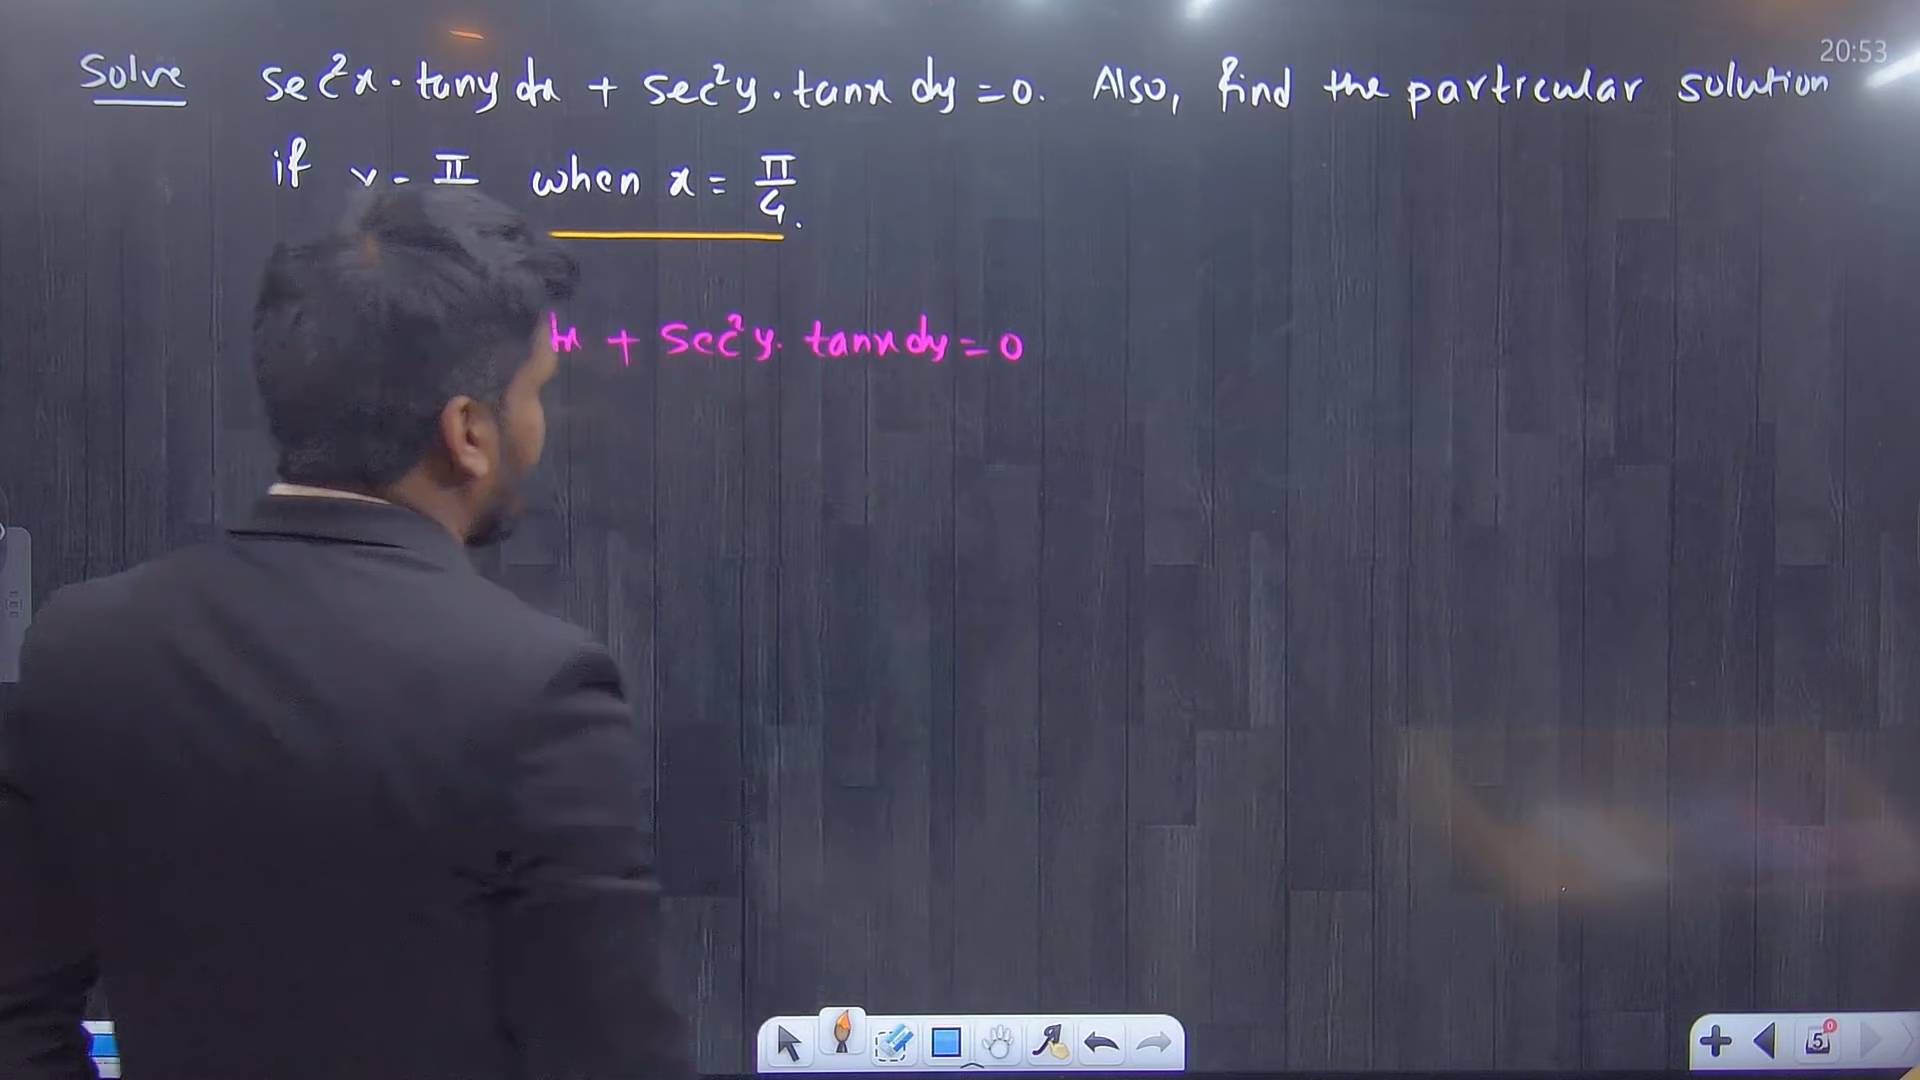 20:53
Solve sec²x · tany dx + sec²y . tanx dy = 0. Also, find the particular solution
if when x = π/4.
+ sec²y. tanx dy = 0
5